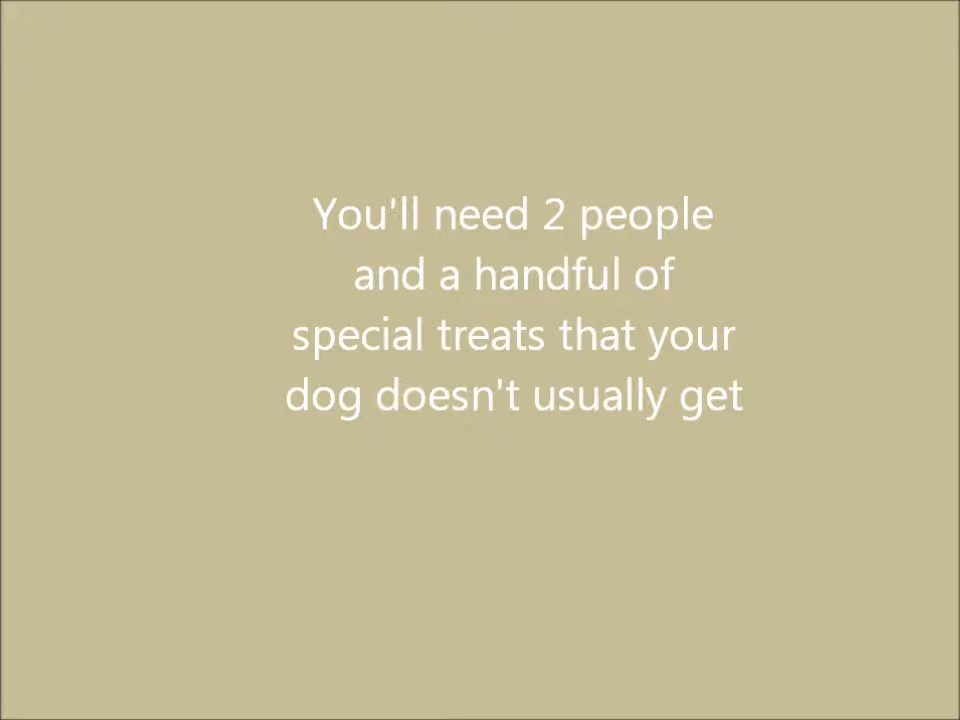 You'll need 2 people
and a handful of
special treats that your
dog doesn't usually get